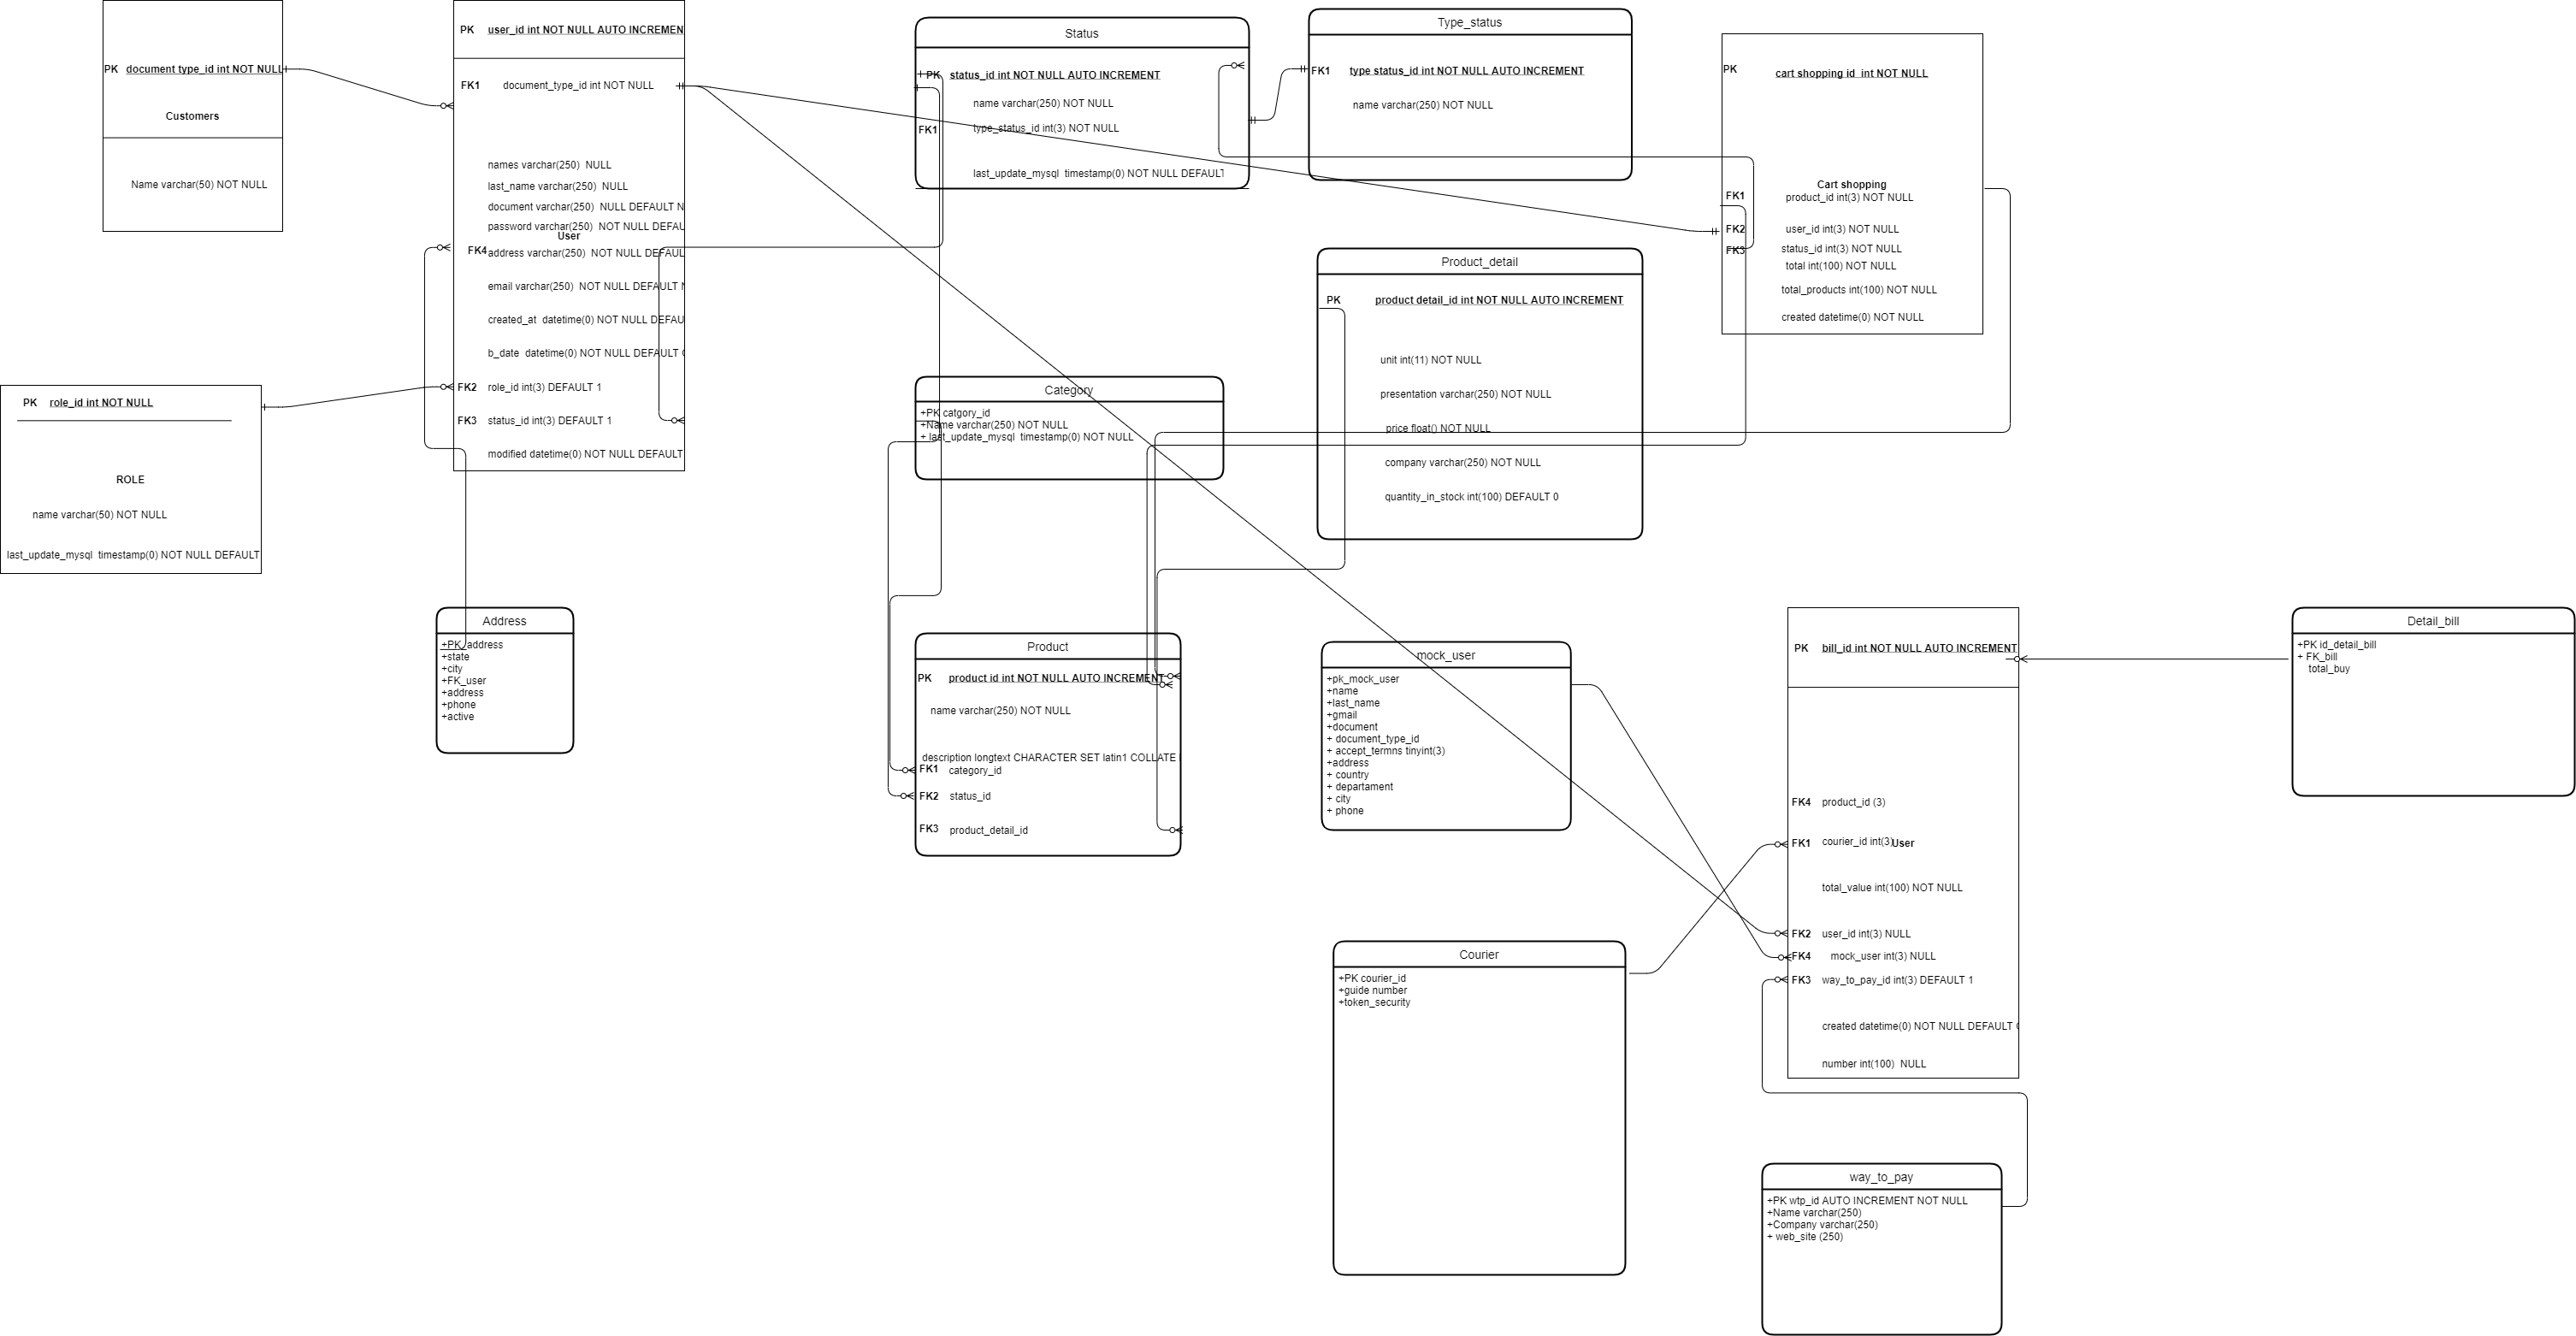 PK document type_id int NOT NULL
Customers
Name varchar(50) NOT NULL
PK user_id int NOT NULL AUTO INCREMEN
FK1 document_type_id int NOT NULL
names varchar(250) NULL
last_name varchar(250) NULL
document varchar(250) NULL DEFAULT N
password varchar(250) NOT NULL DEFAU
User
FK4 address varchar(250) NOT NULL DEFAUL
email varchar(250) NOT NULL DEFAULT
created_at datetime(0) NOT NULL DEFAU
b_date datetime(0) NOT NULL DEFAULT
FK2 role_id int(3) DEFAULT 1
FK3 status_id int(3) DEFAULT 1
modified datetime(0) NOT NULL DEFAULT
PK role_id int NOT NULL
ROLE
name varchar(50) NOT NULL
last_update_mysql timestamp(0) NOT NULL DEFAULT
Address
+PK_address
+state
+city
+FK_user
+address
+phone
+active
Status
PK status_id int NOT NULL AUTO INCREMENT
name varchar(250) NOT NULL
FK1 type_status_id int(3) NOT NULL
last_update_mysql timestamp(0) NOT NULL DEFAULT
Type_status
FK1 type status_id int NOT NULL AUTO INCREMENT
name varchar(250) NOT NULL
PK cart shopping id int NOT NULL
Cart shopping
FK1 product_id int(3) NOT NULL
FK2 user_id int(3) NOT NULL
FK3 status_id int(3) NOT NULL
total int(100) NOT NULL
total_products int(100) NOT NULL
created datetime(0) NOT NULL
Product_detail
PK product detail_id int NOT NULL AUTO INCREMENT
unit int(11) NOT NULL
presentation varchar(250) NOT NULL
price float() NOT NULL
company varchar(250) NOT NULL
quantity_in_stock int(100) DEFAULT 0
Category
+PK catgory_id
+Name varchar(250) NOT NULL
+ last_update_mysql timestamp(0) NOT NULL
Product
PK product id int NOT NULL AUTO INCREMENT
name varchar(250) NOT NULL
description longtext CHARACTER SET latin1 COLLATE
FK1 category_id
FK2 status_id
FK3 product_detail_id
mock_user
+pk_mock_user
+name
+last_name
+gmail
+document
+ document_type_id
+ accept_termns tinyint(3)
+address
+ country
+ departament
+ city
+ phone
PK bill_id int NOT NULL AUTO INCREMENT
FK4 product_id (3)
FK1 courier_id int(3) User
total_value int(100) NOT NULL
FK2 user_id int(3) NULL
FK4 mock_user int(3) NULL
FK3 way_to_pay_id int(3) DEFAULT 1
created datetime(0) NOT NULL DEFAULT
number int(100) NULL
Detail_bill
+PK id_detail_bill
+ FK_bill
total_buy
Courier
+PK courier_id
+guide number
+token_security
way_to_pay
+PK wtp_id AUTO INCREMENT NOT NULL
+Name varchar(250)
+Company varchar(250)
+ web_site (250)